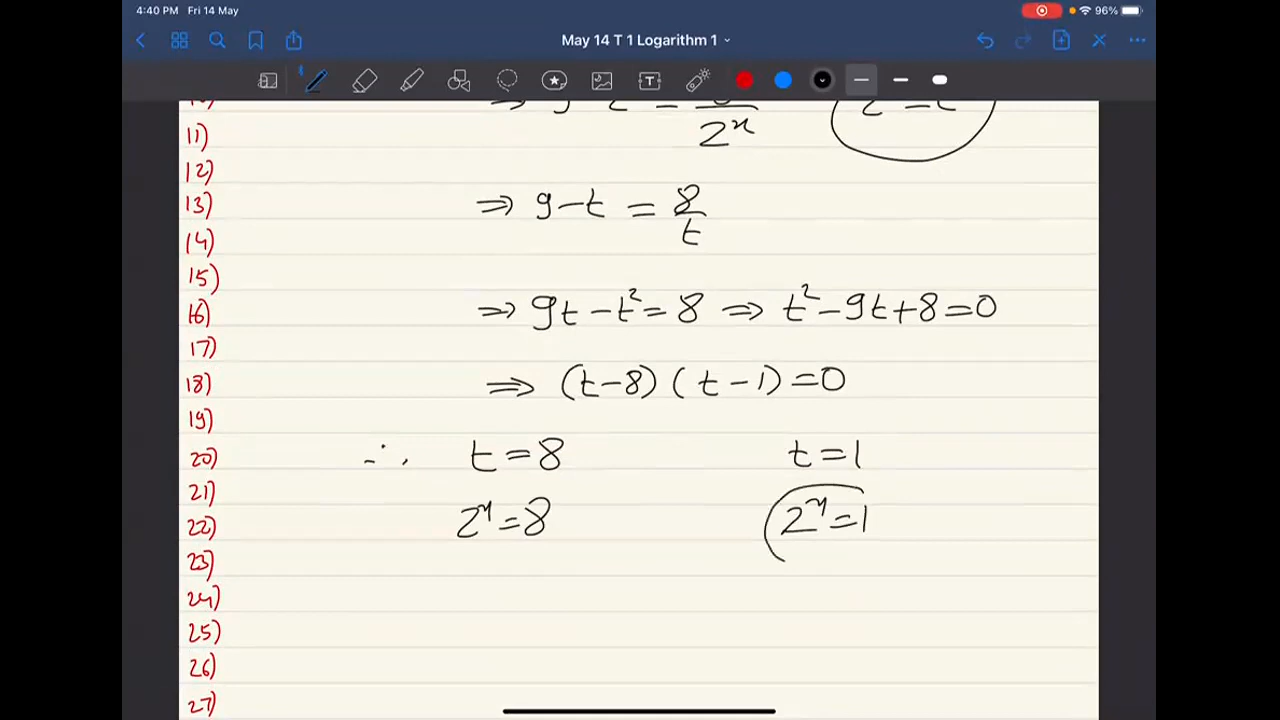 4:40 PM Fri 14 May 96%
May 14 T 1 Logarithm 1
11) 2^x
12)
13) ⇒ 9-t = 8/t
14)
15)
16) ⇒ 9t - t² = 8 ⇒ t² - 9t + 8 = 0
17)
18) ⇒ (t-8) (t-1) = 0
19)
20) ∴ t = 8 t = 1
21)
22) 2^x = 8 2^x = 1
23)
24)
25)
26)
27)